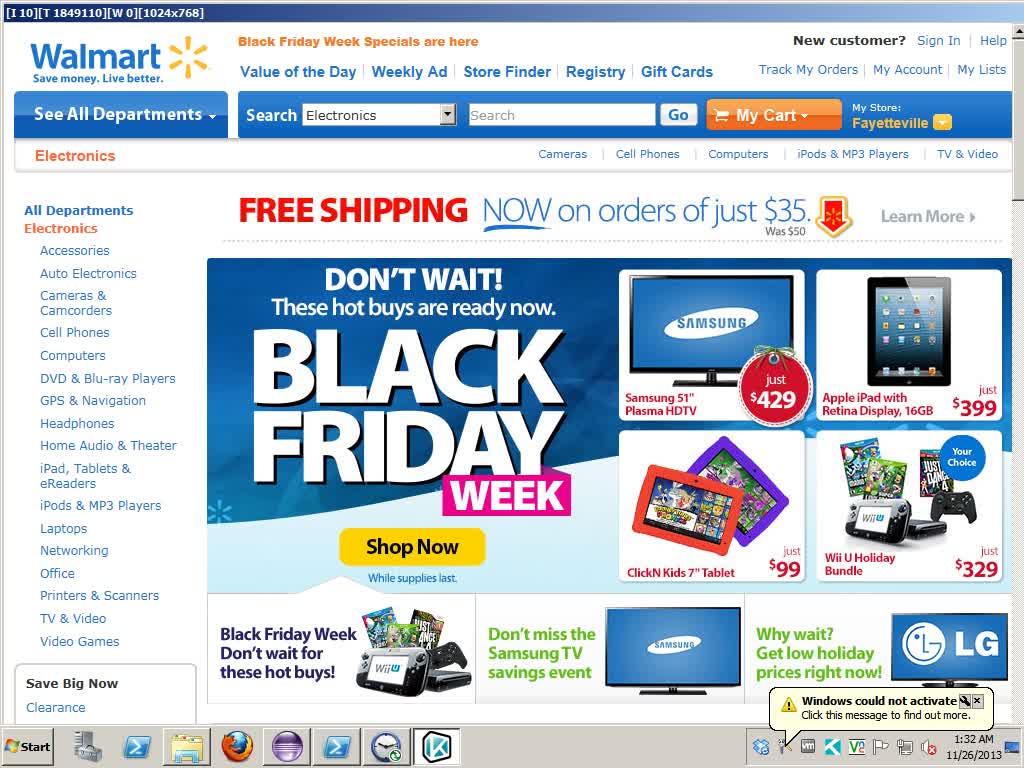 [I 10][T 1849110][W 0][1024x768]
Walmart
Save money. Live better.
Black Friday Week Specials are here
New customer? Sign In Help
Value of the Day Weekly Ad Store Finder Registry Gift Cards
Track My Orders My Account My Lists
See All Departments
Search Electronics Search Go
My Cart
My Store:
Fayetteville
Electronics
Cameras Cell Phones Computers iPods & MP3 Players TV & Video
All Departments
Electronics
Accessories
Auto Electronics
Cameras &
Camcorders
Cell Phones
Computers
DVD & Blu-ray Players
GPS & Navigation
Headphones
Home Audio & Theater
iPad, Tablets &
eReaders
iPods & MP3 Players
Laptops
Networking
Office
Printers & Scanners
TV & Video
Video Games
Save Big Now
Clearance
FREE SHIPPING NOW on orders of just $35.
Was $50
Learn More
DON'T WAIT!
These hot buys are ready now.
BLACK
FRIDAY
WEEK
Shop Now
While supplies last.
SAMSUNG
Samsung 51"
Plasma HDTV
just
$429
Apple iPad with
Retina Display, 16GB
just
$399
ClickN Kids 7" Tablet
just
$99
Your
Choice
JUST DANCE 4
WiiU
Wii U Holiday
Bundle
just
$329
Black Friday Week
Don't wait for
these hot buys!
WiiU
Don't miss the
Samsung TV
savings event
SAMSUNG
Why wait?
Get low holiday
prices right now!
LG
Windows could not activate
Click this message to find out more.
Start
1:32 AM
11/26/2013